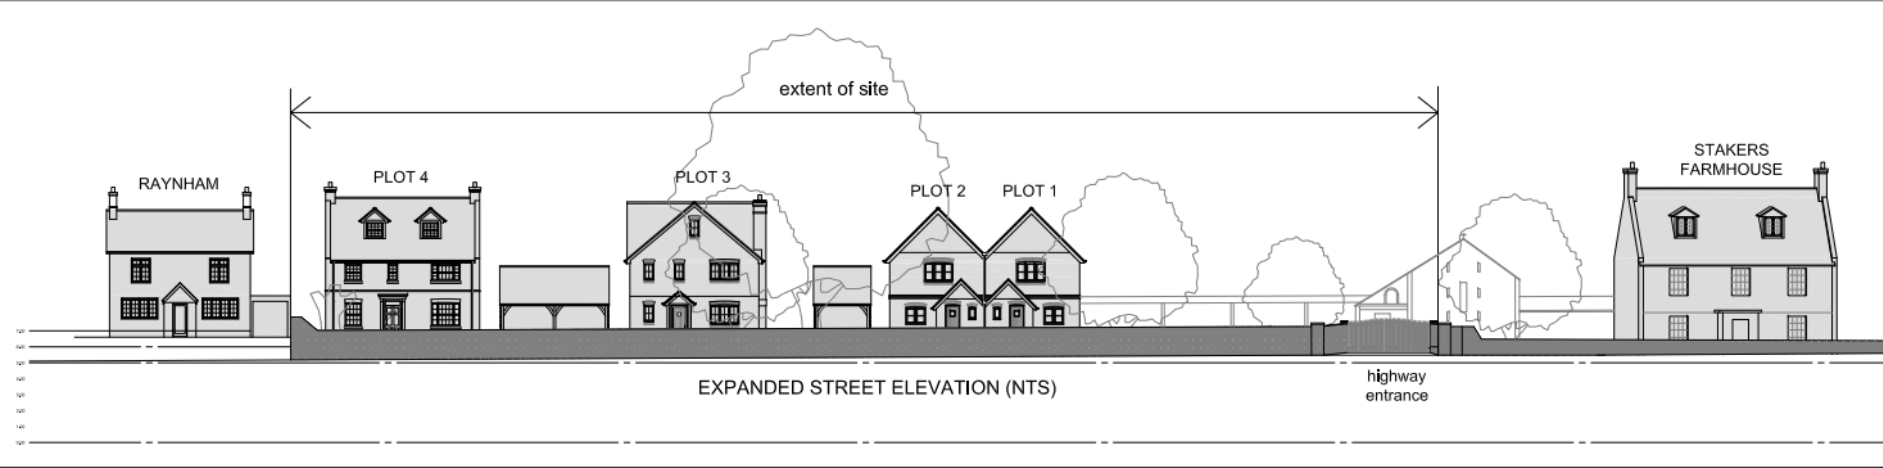 extent of site
STAKERS
FARMHOUSE
RAYNHAM
PLOT 4
PLOT 3
PLOT 2
PLOT 1
highway
entrance
EXPANDED STREET ELEVATION (NTS)